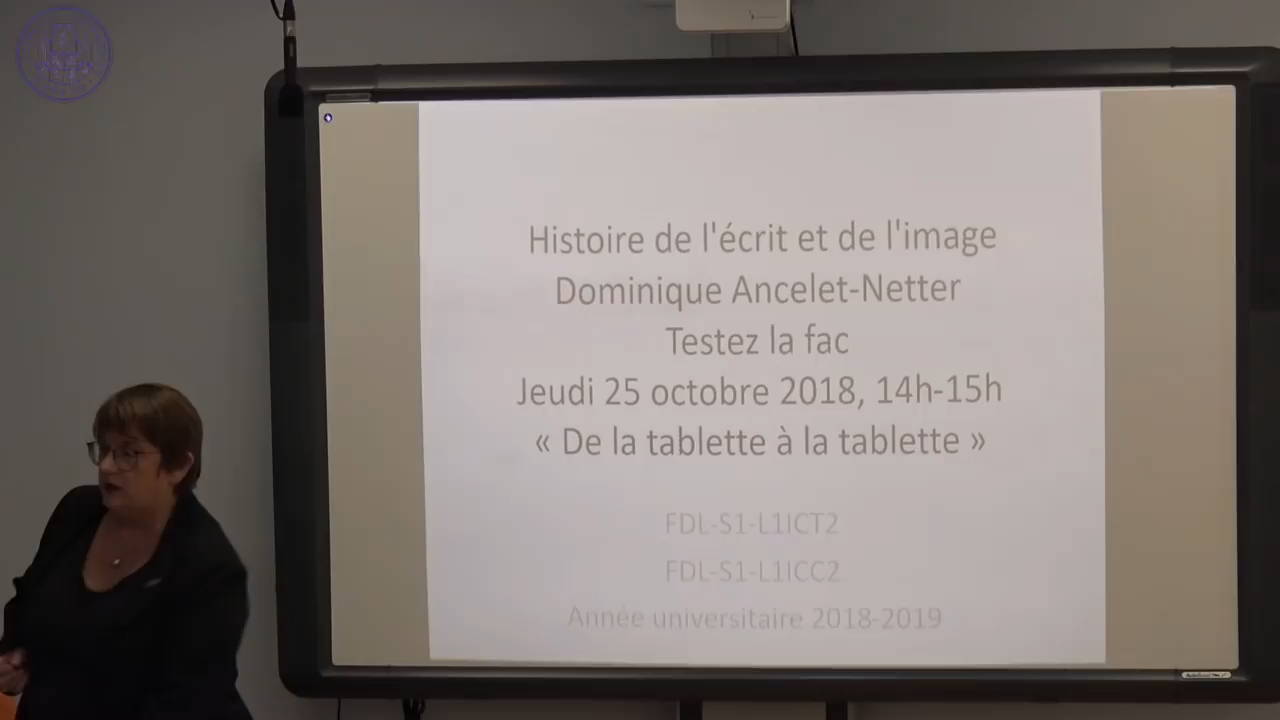 Histoire de l'écrit et de l'image
Dominique Ancelet-Netter
Testez la fac
Jeudi 25 octobre 2018, 14h-15h
« De la tablette à la tablette »
FDL-S1-L1ICT2
FDL-S1-L1ICC2
Année universitaire 2018-2019